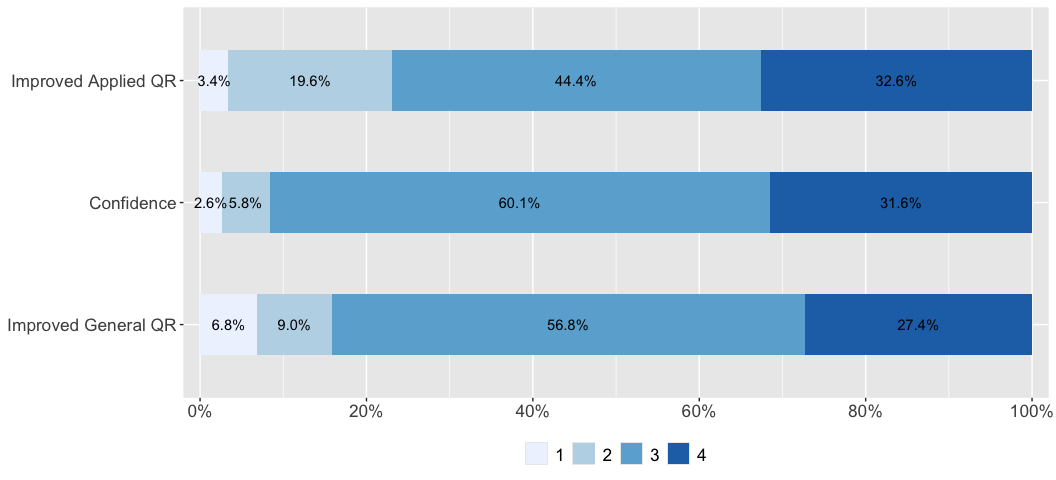 Improved Applied QR 3.4% 19.6% 44.4% 32.6%
Confidence 2.6% 5.8% 60.1% 31.6%
Improved General QR 6.8% 9.0% 56.8% 27.4%
0% 20% 40% 60% 80% 100%
1 2 3 4